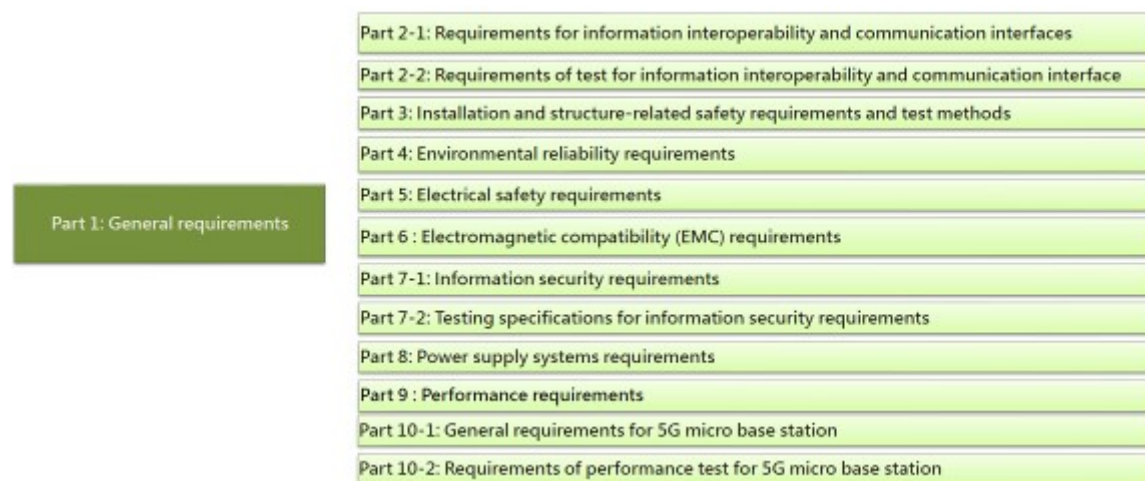 Part 1: General requirements
Part 2-1: Requirements for information interoperability and communication interfaces
Part 2-2: Requirements of test for information interoperability and communication interface
Part 3: Installation and structure-related safety requirements and test methods
Part 4: Environmental reliability requirements
Part 5: Electrical safety requirements
Part 6 : Electromagnetic compatibility (EMC) requirements
Part 7-1: Information security requirements
Part 7-2: Testing specifications for information security requirements
Part 8: Power supply systems requirements
Part 9 : Performance requirements
Part 10-1: General requirements for 5G micro base station
Part 10-2: Requirements of performance test for 5G micro base station